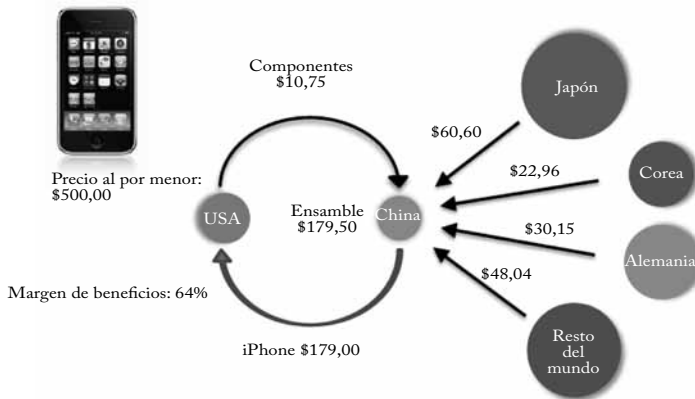 Componentes
$10,75
Japón
$60,60
$22,96
Corea
Precio al por menor:
$500,00
USA
Ensamble
$179,50
China
$30,15
Alemania
$48,04
Margen de beneficios: 64%
iPhone $179,00
Resto
del
mundo